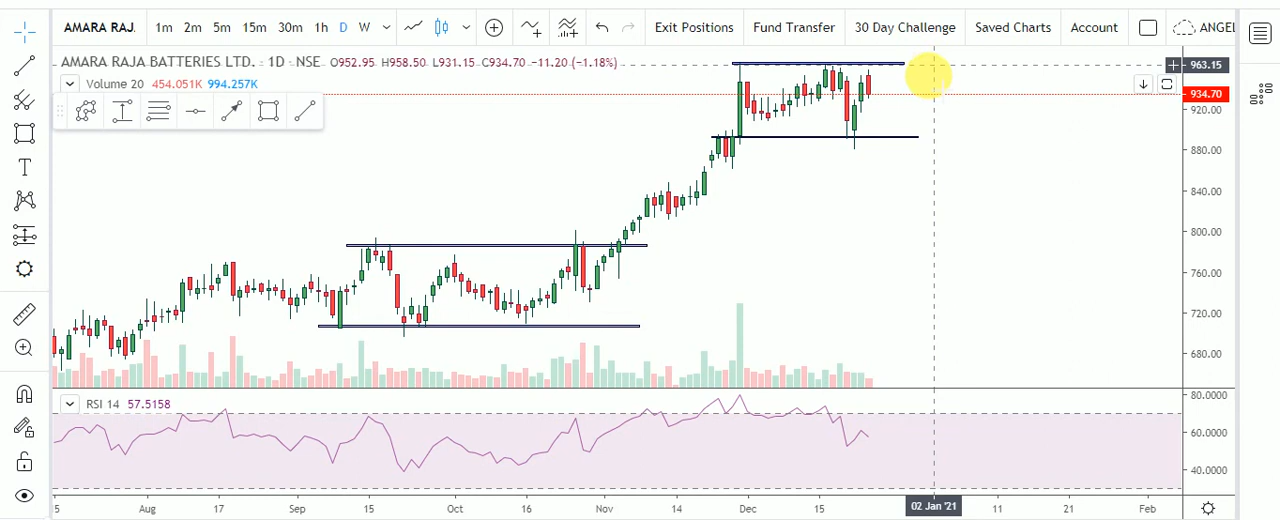 AMARA RAJ. 1m 2m 5m 15m 30m 1h D W Exit Positions Fund Transfer 30 Day Challenge Saved Charts Account ANGEL
AMARA RAJA BATTERIES LTD. · 1D · NSE O952.95 H958.50 L931.15 C934.70 −11.20 (−1.18%)
963.15
Volume 20 454.051K 994.257K
934.70
920.00
880.00
840.00
800.00
760.00
720.00
680.00
RSI 14 57.5158
80.0000
60.0000
40.0000
5 Aug 17 Sep 15 Oct 16 Nov 14 Dec 15 02 Jan '21 11 21 Feb